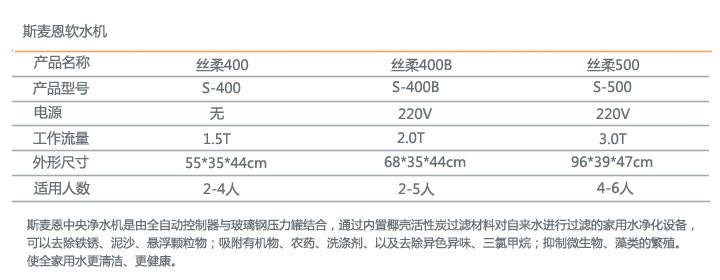 斯麦恩软水机
产品名称 丝柔400 丝柔400B 丝柔500
产品型号 S-400 S-400B S-500
电源 无 220V 220V
工作流量 1.5T 2.0T 3.0T
外形尺寸 55*35*44cm 68*35*44cm 96*39*47cm
适用人数 2-4人 2-5人 4-6人
斯麦恩中央净水机是由全自动控制器与玻璃钢压力罐结合，通过内置椰壳活性炭过滤材料对自来水进行过滤的家用水净化设备，
可以去除铁锈、泥沙、悬浮颗粒物；吸附有机物、农药、洗涤剂、以及去除异色异味、三氯甲烷；抑制微生物、藻类的繁殖。
使全家用水更清洁、更健康。